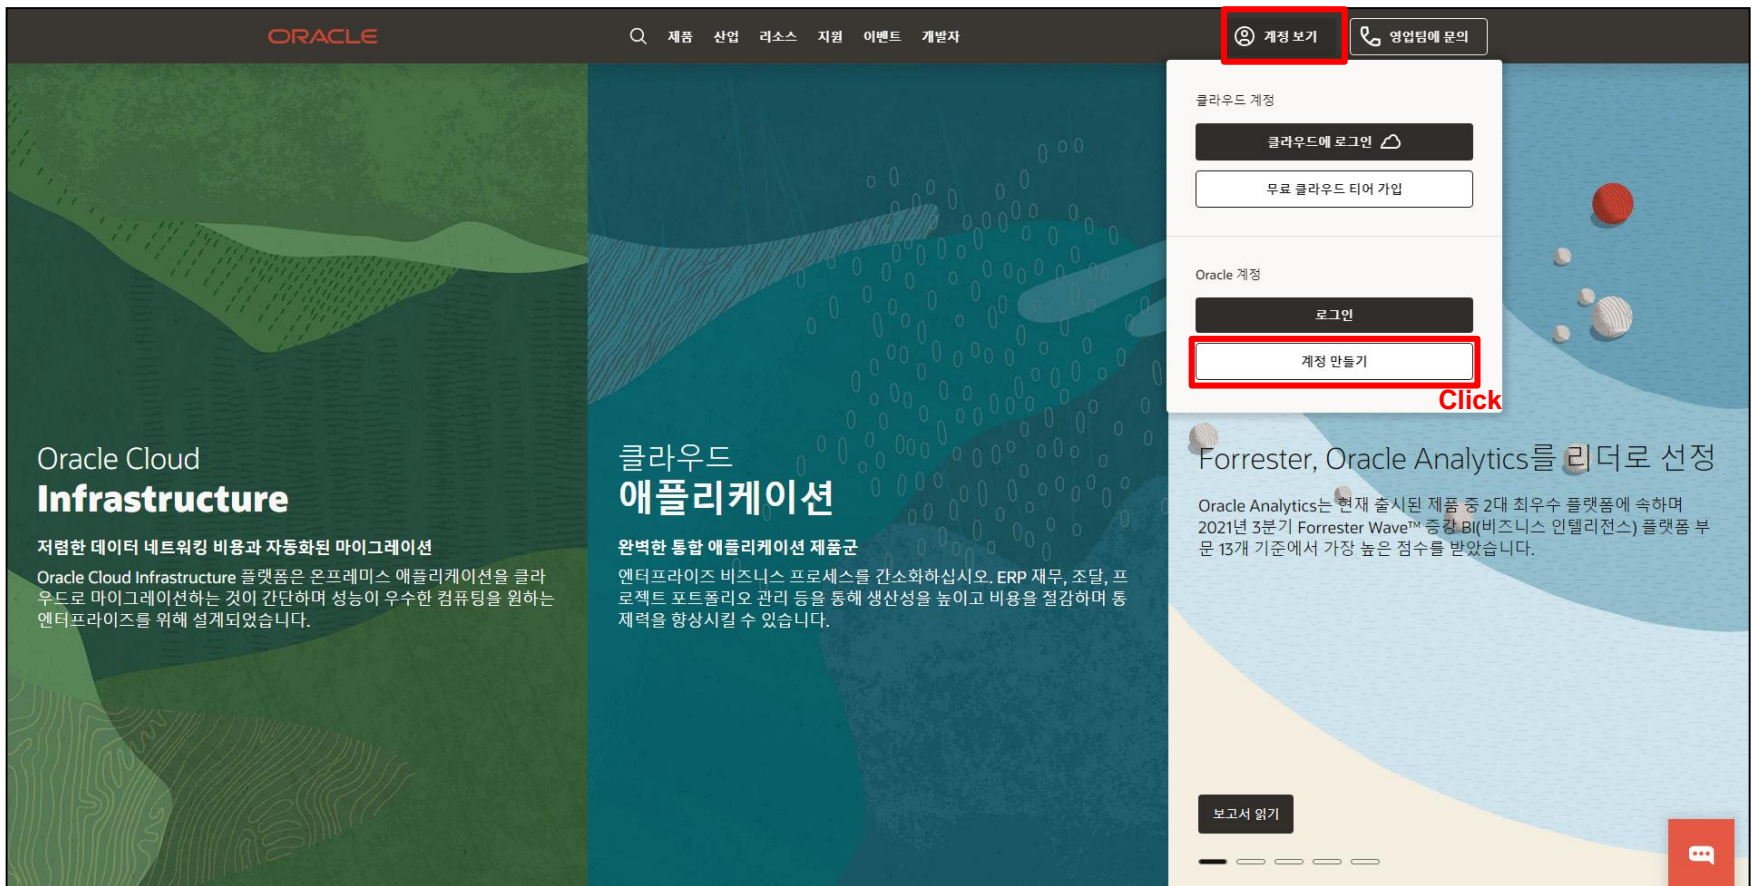 ORACLE
제품 산업 리소스 지원 이벤트 개발자
계정 보기
영업팀에 문의
클라우드 계정
클라우드에 로그인
무료 클라우드 티어 가입
Oracle 계정
로그인
계정 만들기
Click
Oracle Cloud
Infrastructure
저렴한 데이터 네트워킹 비용과 자동화된 마이그레이션
Oracle Cloud Infrastructure 플랫폼은 온프레미스 애플리케이션을 클라
우드로 마이그레이션하는 것이 간단하며 성능이 우수한 컴퓨팅을 원하는
엔터프라이즈를 위해 설계되었습니다.
클라우드
애플리케이션
완벽한 통합 애플리케이션 제품군
엔터프라이즈 비즈니스 프로세스를 간소화하십시오. ERP 재무, 조달, 프
로젝트 포트폴리오 관리 등을 통해 생산성을 높이고 비용을 절감하며 통
제력을 향상시킬 수 있습니다.
Forrester, Oracle Analytics를 리더로 선정
Oracle Analytics는 현재 출시된 제품 중 2대 최우수 플랫폼에 속하며
2021년 3분기 Forrester Wave™ 증강 BI(비즈니스 인텔리전스) 플랫폼 부
문 13개 기준에서 가장 높은 점수를 받았습니다.
보고서 읽기